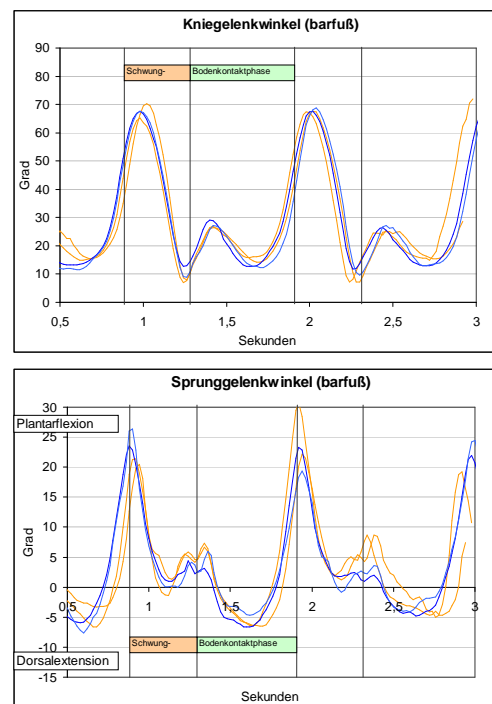 Kniegelenkwinkel (barfuß)
90
80
70
60
50
40
30
20
10
0
Grad
Schwung-
Bodenkontaktphase
0,5
1
1,5
2
2,5
3
Sekunden
Sprunggelenkwinkel (barfuß)
30
Plantarflexion
25
20
15
10
5
0
-5
-10
-15
Grad
0,5
1
1,5
2
2,5
3
Schwung-
Bodenkontaktphase
Dorsalextension
Sekunden